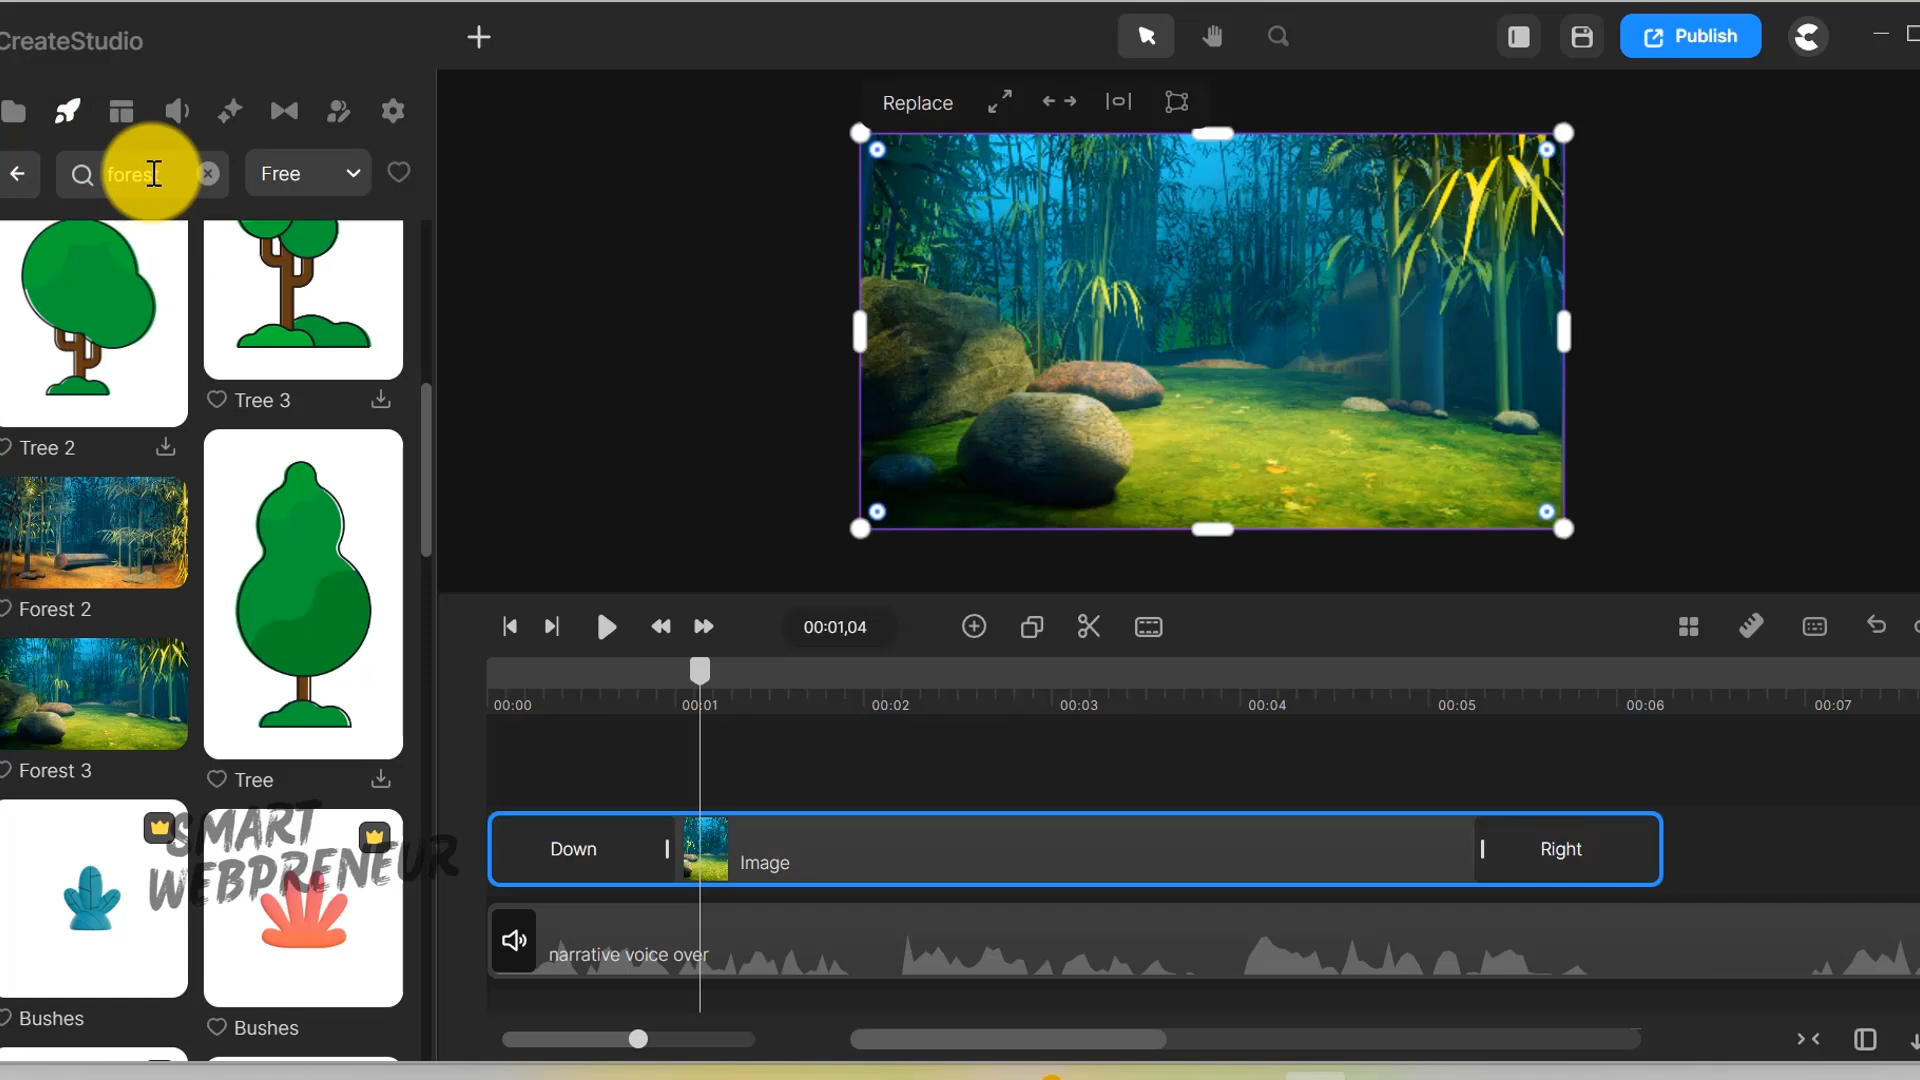 CreateStudio
Publish
Replace
forest
Free
Tree 3
Tree 2
Forest 2
Forest 3
Tree
SMART
WEBPRENEUR
Bushes
Bushes
00:01,04
00:00
00:01
00:02
00:03
00:04
00:05
00:06
00:07
Down
Image
Right
narrative voice over